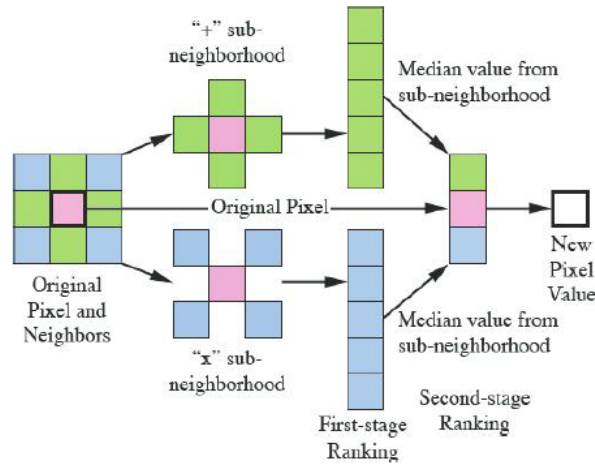 “+” sub-
neighborhood
Median value from
sub-neighborhood
Original Pixel
Original
Pixel and
Neighbors
New
Pixel
Value
“x” sub-
neighborhood
Median value from
sub-neighborhood
First-stage
Ranking
Second-stage
Ranking